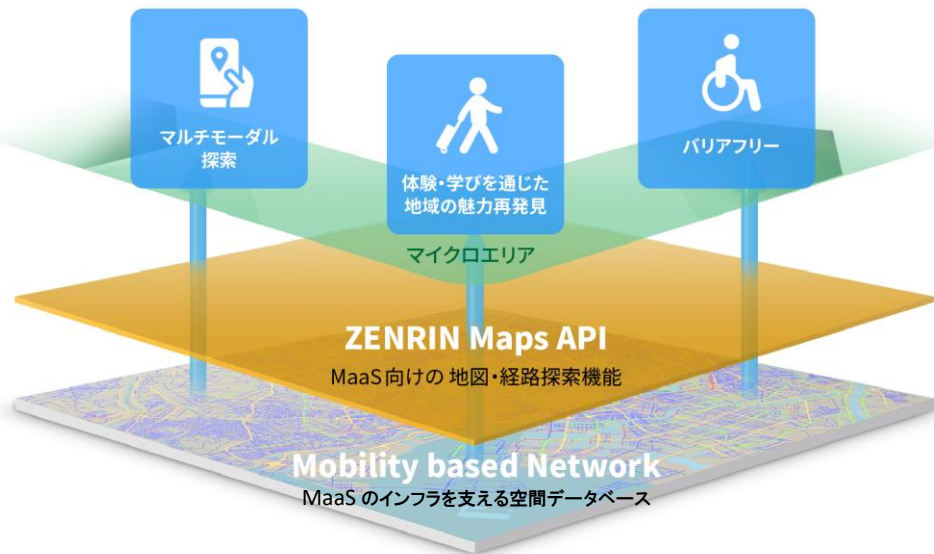 マルチモーダル
探索
体験・学びを通じた
地域の魅力再発見
バリアフリー
マイクロエリア
ZENRIN Maps API
MaaS向けの 地図・経路探索機能
Mobility based Network
MaaS のインフラを支える空間データベース